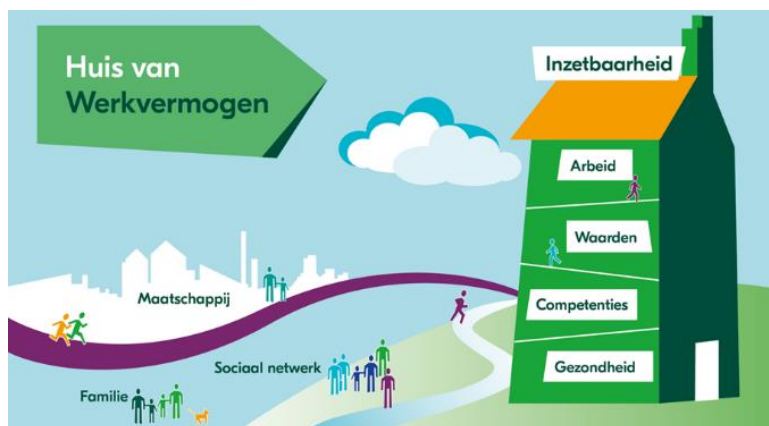 Huis van
Werkvermogen
Inzetbaarheid
Arbeid
Waarden
Maatschappij
Competenties
Sociaal netwerk
Gezondheid
Familie